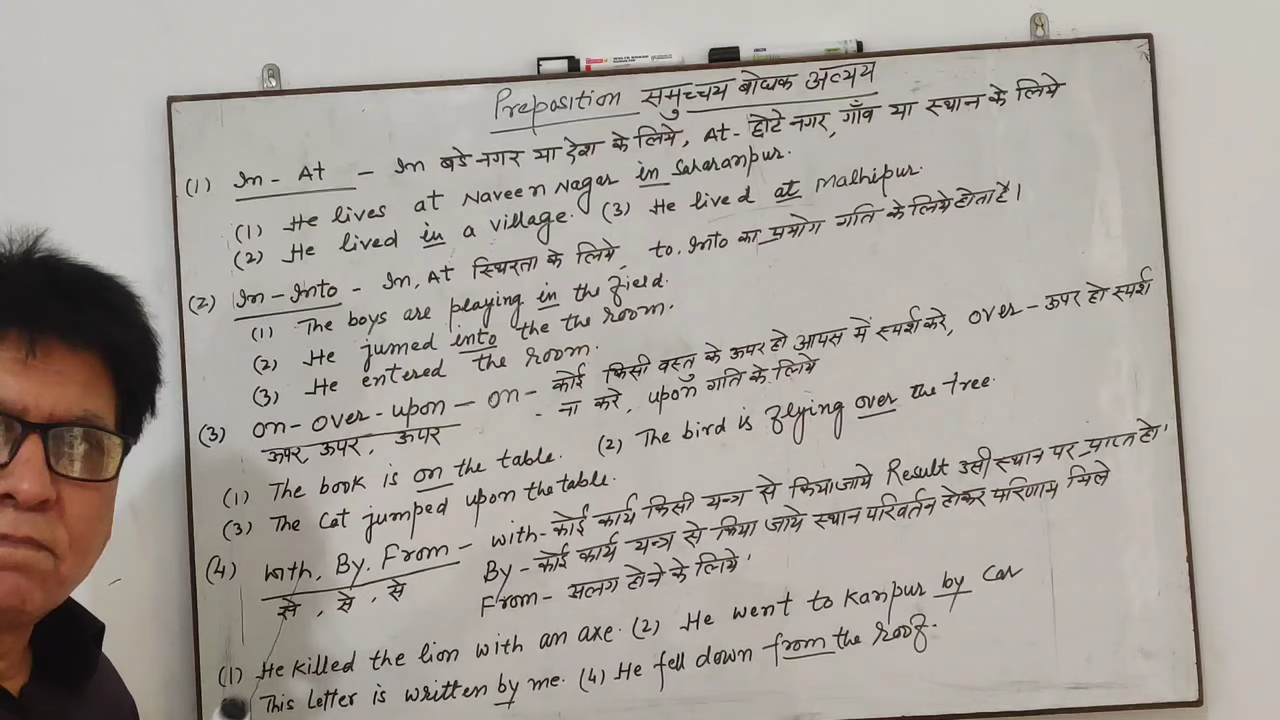 Preposition समुच्चय बोधक अव्यय
(1) In - At - In बडे नगर या देश के लिये, At - छोटे नगर, गाँव या स्थान के लिये
(1) He lives at Naveen Nagar in Saharanpur.
(2) He lived in a village. (3) He lived at Malhipur.
(2) In - Into - In, At स्थिरता के लिये, to, Into का प्रयोग गति के लिये होता है।
(1) The boys are playing in the field.
(2) He jumed into the the room.
(3) He entered the room.
(3) on - over - upon - on - कोई किसी वस्तु के ऊपर हो आपस में स्पर्श करे, over - ऊपर हो स्पर्श
ऊपर, ऊपर, ऊपर - ना करे, upon गति के लिये
(1) The book is on the table. (2) The bird is flying over the tree.
(3) The Cat jumped upon the table.
(4) with, By, From - with - कोई कार्य किसी यन्त्र से किया जाये Result उसी स्थान पर प्राप्त हो।
से, से, से By - कोई कार्य यन्त्र से किया जाये स्थान परिवर्तन होकर परिणाम मिले
From - अलग होने के लिये
(1) He killed the lion with an axe. (2) He went to Kanpur by car
This letter is written by me. (4) He fell down from the roof.